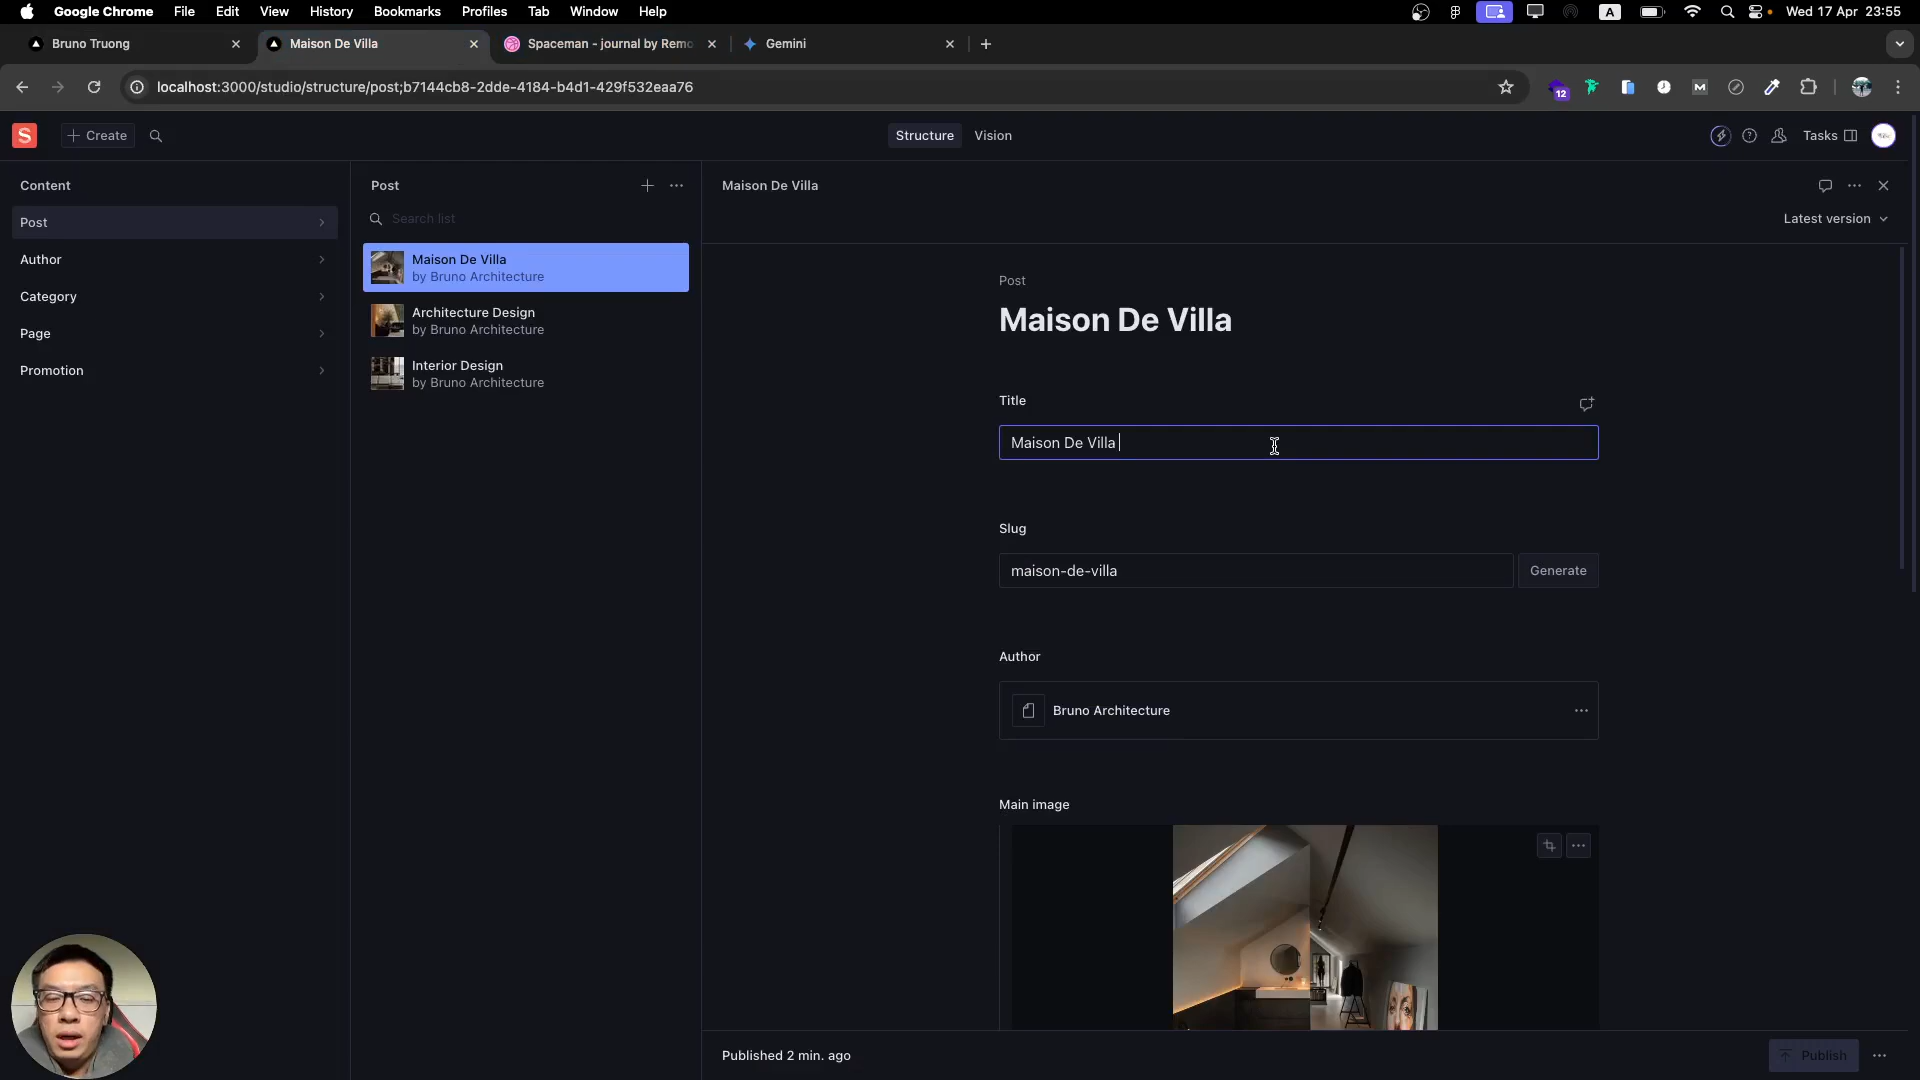 Google Chrome File Edit View History Bookmarks Profiles Tab Window Help
A
Wed 17 Apr 23:55
Bruno Truong
Maison De Villa
Spaceman - journal by Remo
Gemini
localhost:3000/studio/structure/post;b7144cb8-2dde-4184-b4d1-429f532eaa76
12
M
S
Create
Structure
Vision
Tasks
Content
Post
Author
Category
Page
Promotion
Post
Search list
Maison De Villa
by Bruno Architecture
Architecture Design
by Bruno Architecture
Interior Design
by Bruno Architecture
Maison De Villa
Latest version
Post
Maison De Villa
Title
Maison De Villa
Slug
maison-de-villa
Generate
Author
Bruno Architecture
Main image
Published 2 min. ago
Publish